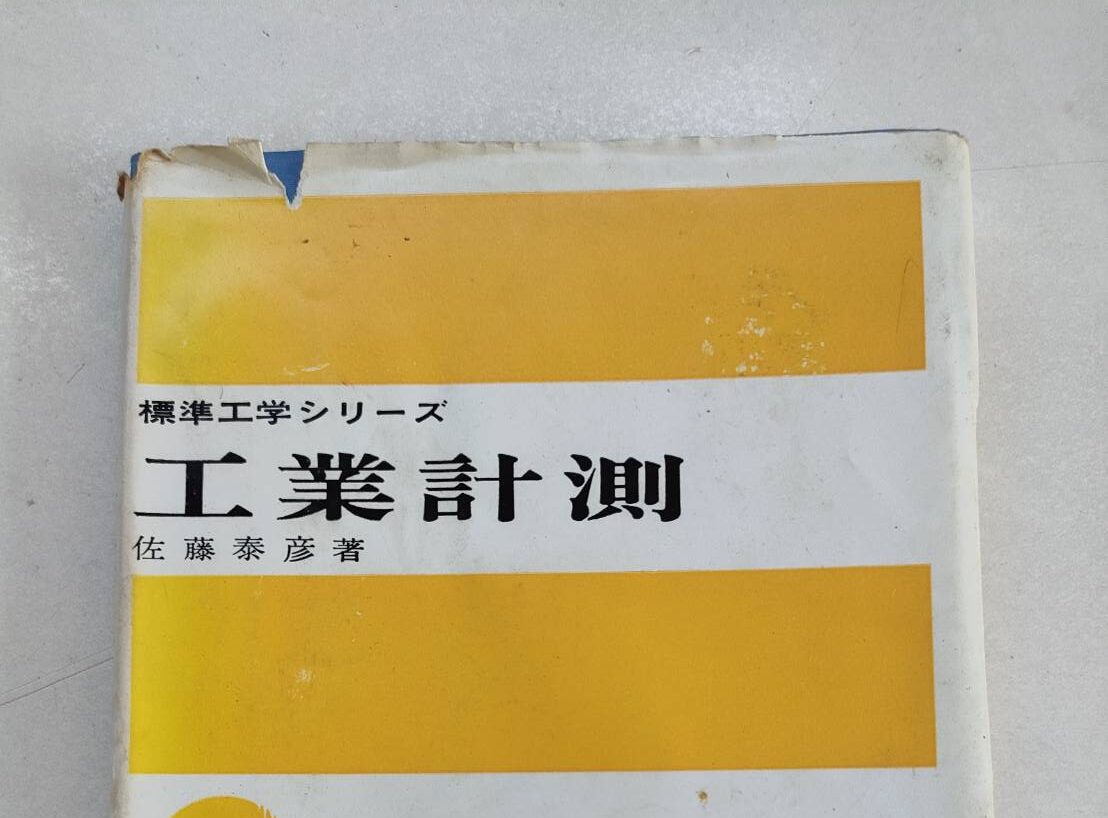 標準工学シリーズ
工業計測
佐藤泰彦著